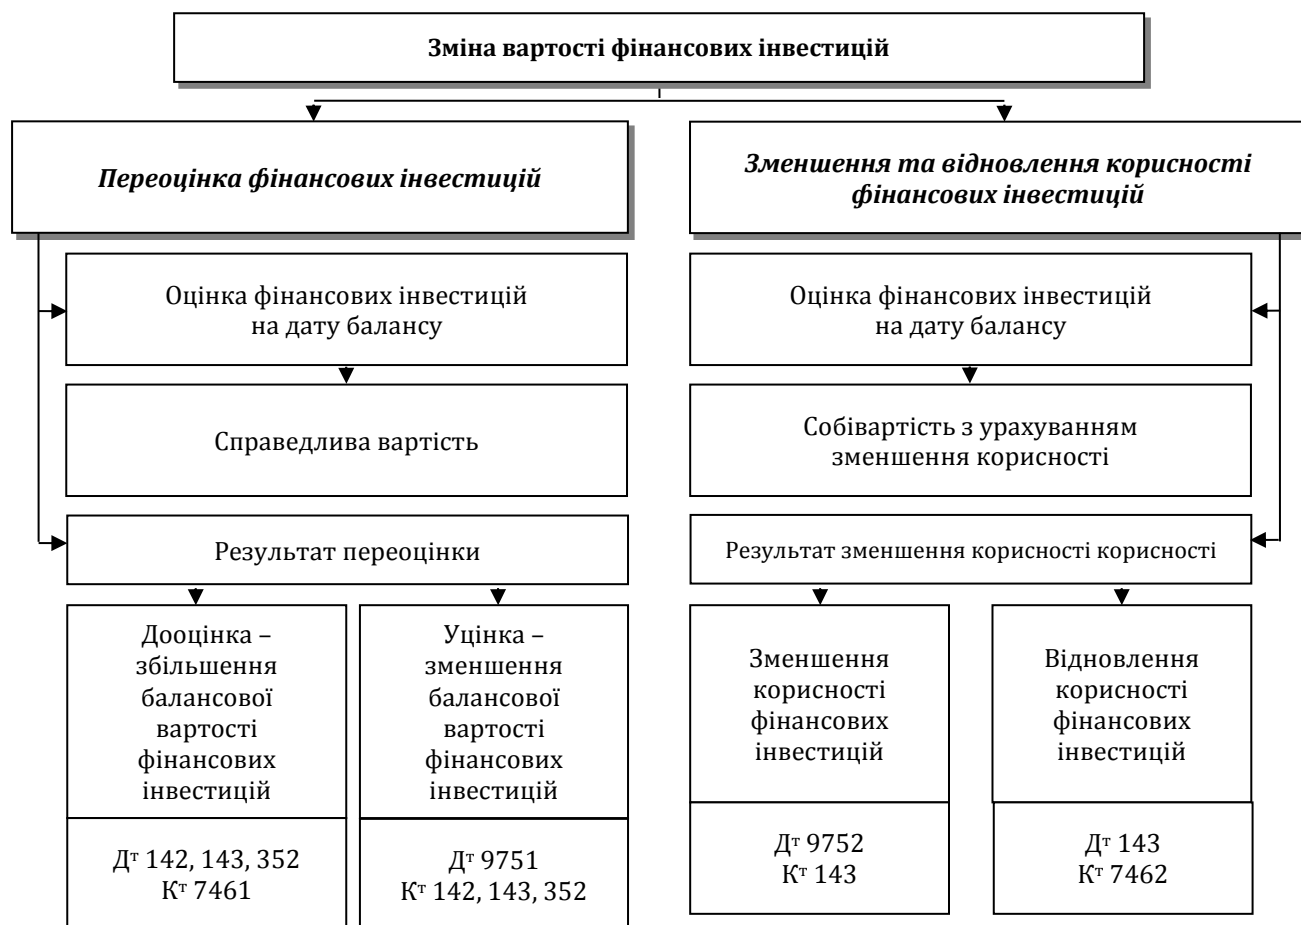 Зміна вартості фінансових інвестицій
Переоцінка фінансових інвестицій
Зменшення та відновлення корисності
фінансових інвестицій
Оцінка фінансових інвестицій
на дату балансу
Оцінка фінансових інвестицій
на дату балансу
Справедлива вартість
Собівартість з урахуванням
зменшення корисності
Результат переоцінки
Результат зменшення корисності корисності
Дооцінка –
збільшення
балансової
вартості
фінансових
інвестицій
Уцінка –
зменшення
балансової
вартості
фінансових
інвестицій
Зменшення
корисності
фінансових
інвестицій
Відновлення
корисності
фінансових
інвестицій
Дт 142, 143, 352
Кт 7461
Дт 9751
Кт 142, 143, 352
Дт 9752
Кт 143
Дт 143
Кт 7462